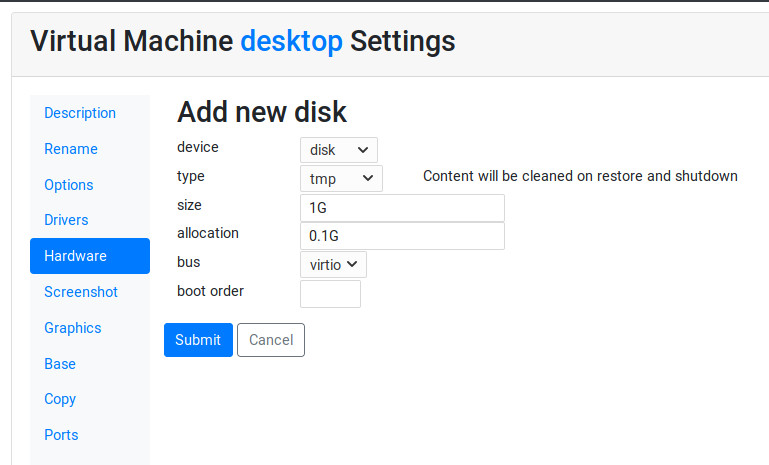 Virtual Machine desktop Settings
Description
Rename
Options
Drivers
Hardware
Screenshot
Graphics
Base
Copy
Ports
Add new disk
device disk
type tmp Content will be cleaned on restore and shutdown
size 1G
allocation 0.1G
bus virtio
boot order
Submit Cancel